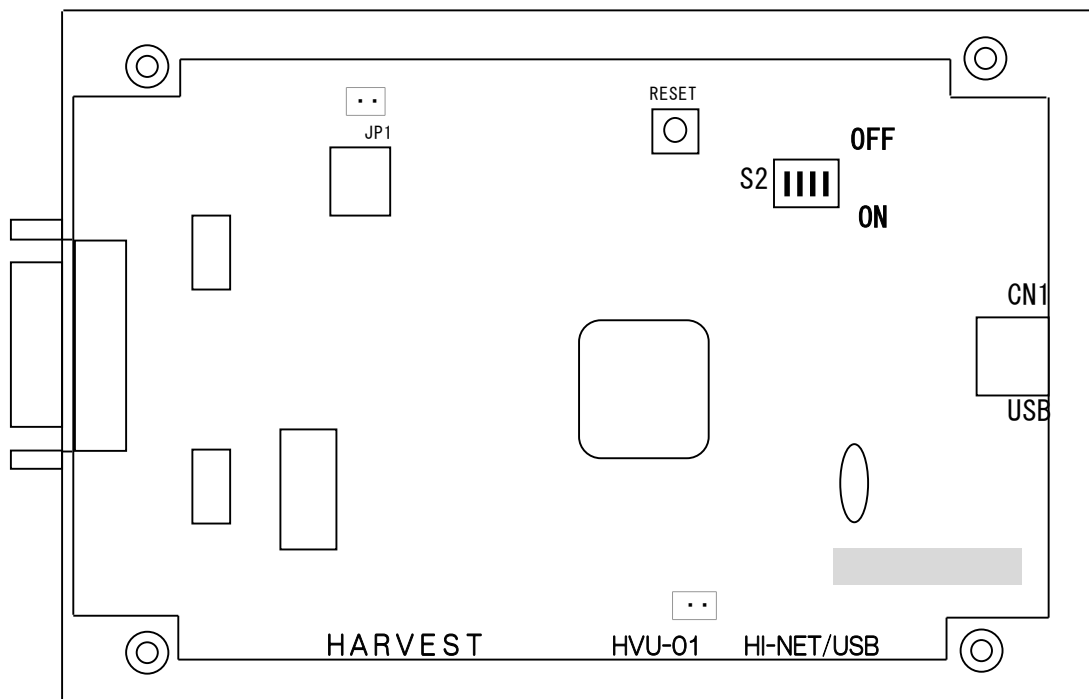 RESET
JP1
OFF
S2
ON
CN1
USB
HARVEST HVU-01 HI-NET/USB